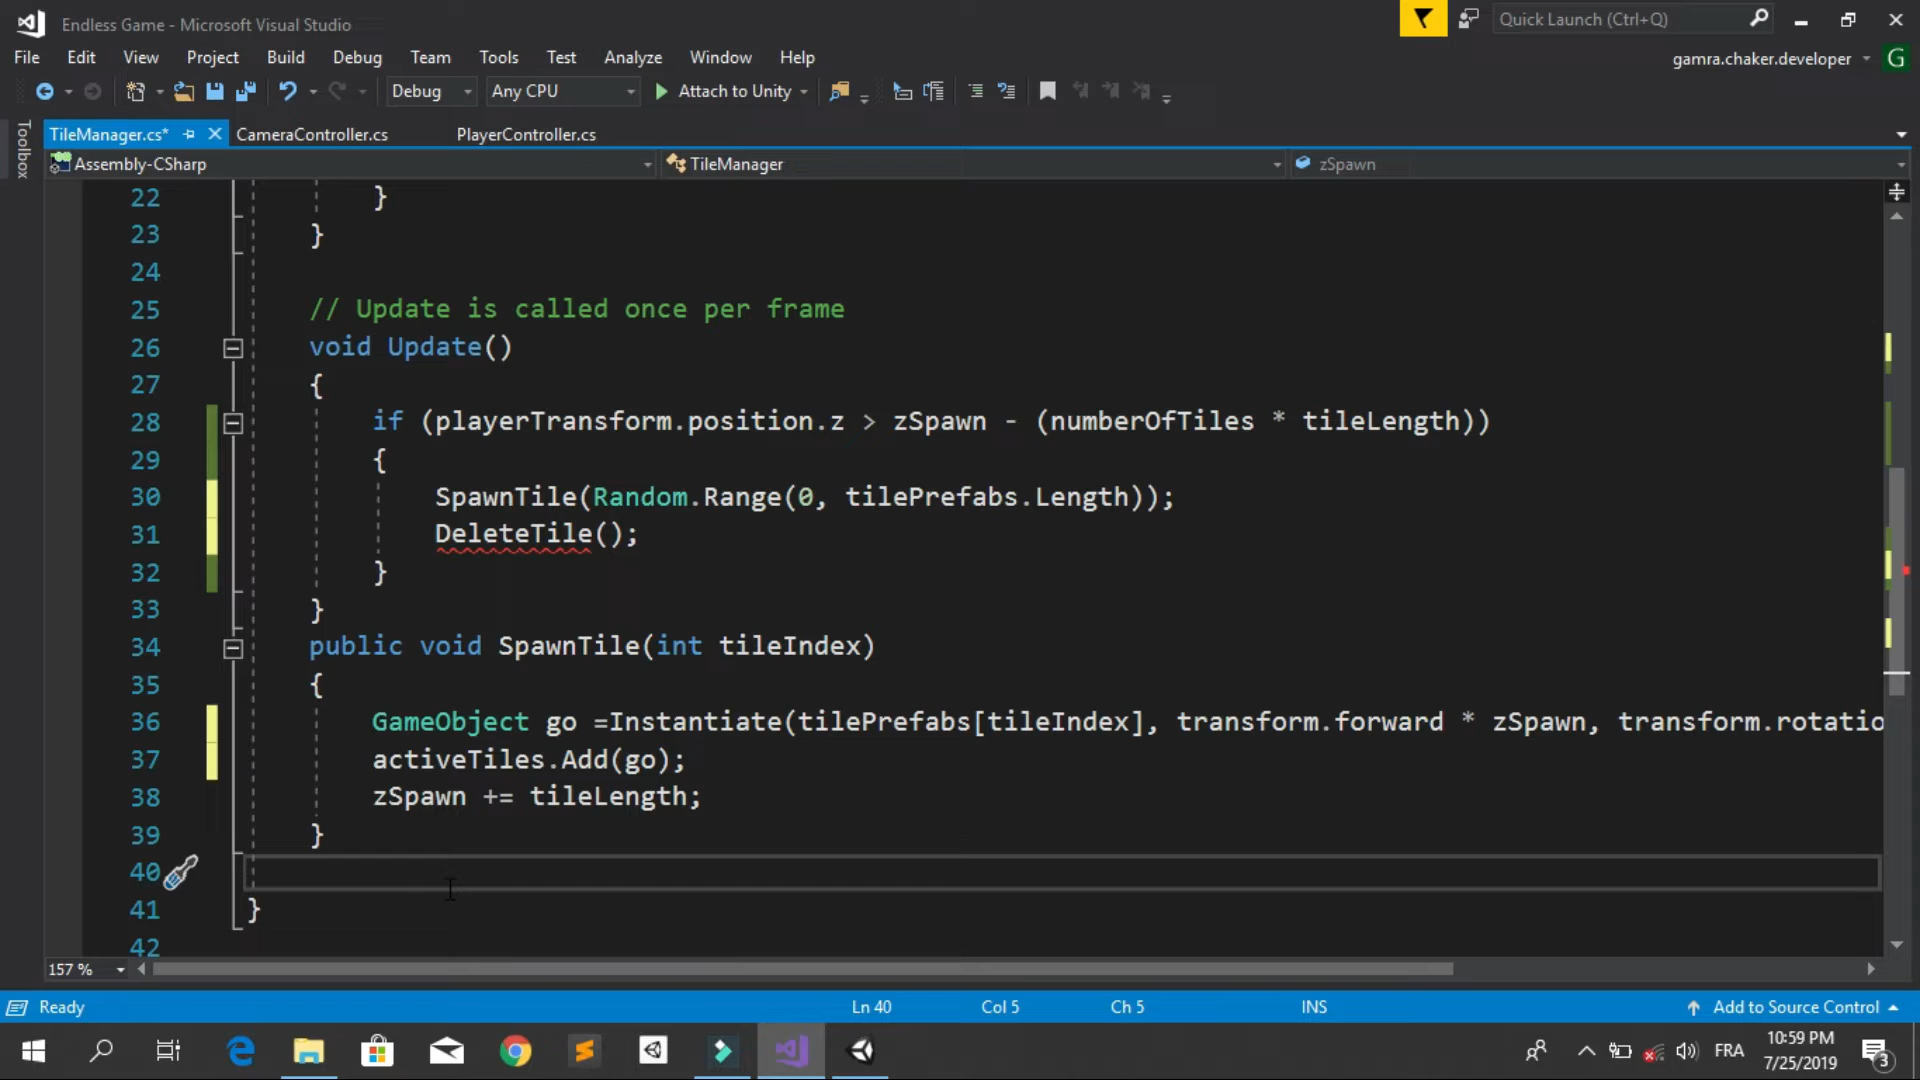 Endless Game - Microsoft Visual Studio
Quick Launch (Ctrl+Q)
File Edit View Project Build Debug Team Tools Test Analyze Window Help
gamra.chaker.developer G
Debug Any CPU Attach to Unity
Toolbox
TileManager.cs* CameraController.cs PlayerController.cs
Assembly-CSharp TileManager zSpawn
22 }
23 }
24
25 // Update is called once per frame
26 void Update()
27 {
28 if (playerTransform.position.z > zSpawn - (numberOfTiles * tileLength))
29 {
30 SpawnTile(Random.Range(0, tilePrefabs.Length));
31 DeleteTile();
32 }
33 }
34 public void SpawnTile(int tileIndex)
35 {
36 GameObject go =Instantiate(tilePrefabs[tileIndex], transform.forward * zSpawn, transform.rotatio
37 activeTiles.Add(go);
38 zSpawn += tileLength;
39 }
40
41 }
42
157 %
Ready Ln 40 Col 5 Ch 5 INS Add to Source Control
FRA 10:59 PM
7/25/2019 3